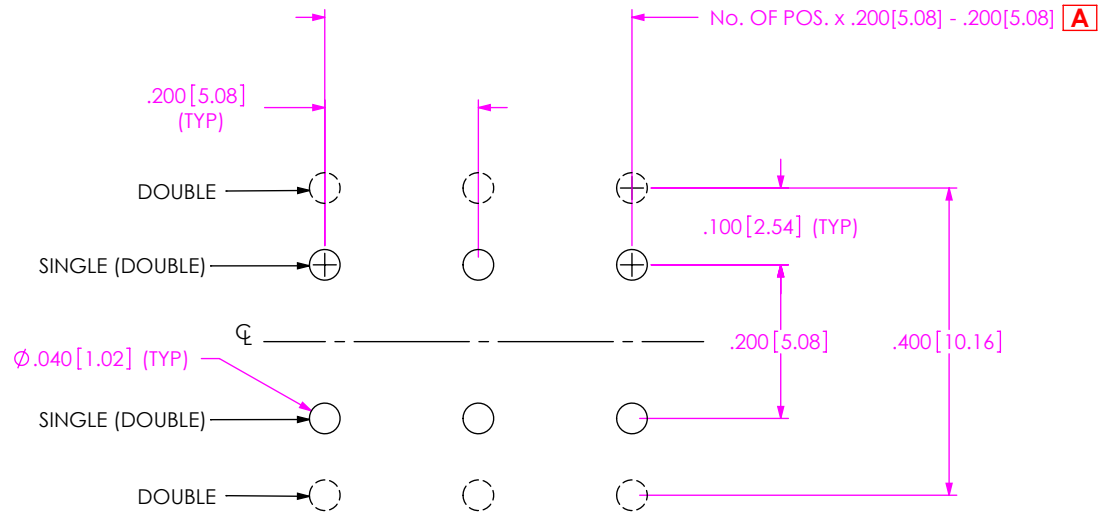 No. OF POS. x .200[5.08] - .200[5.08] A
.200[5.08]
(TYP)
DOUBLE
.100[2.54] (TYP)
SINGLE (DOUBLE)
℄
.200[5.08]
.400[10.16]
Ø.040[1.02] (TYP)
SINGLE (DOUBLE)
DOUBLE